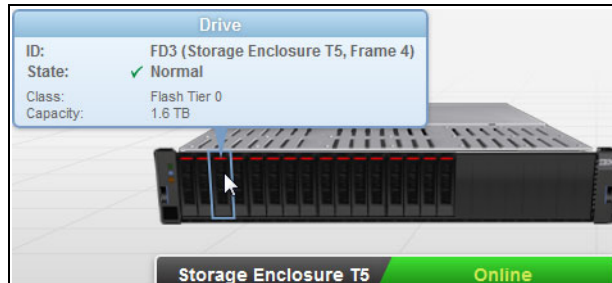 Drive
ID: FD3 (Storage Enclosure T5, Frame 4)
State: ✓ Normal
Class: Flash Tier 0
Capacity: 1.6 TB
Storage Enclosure T5 Online